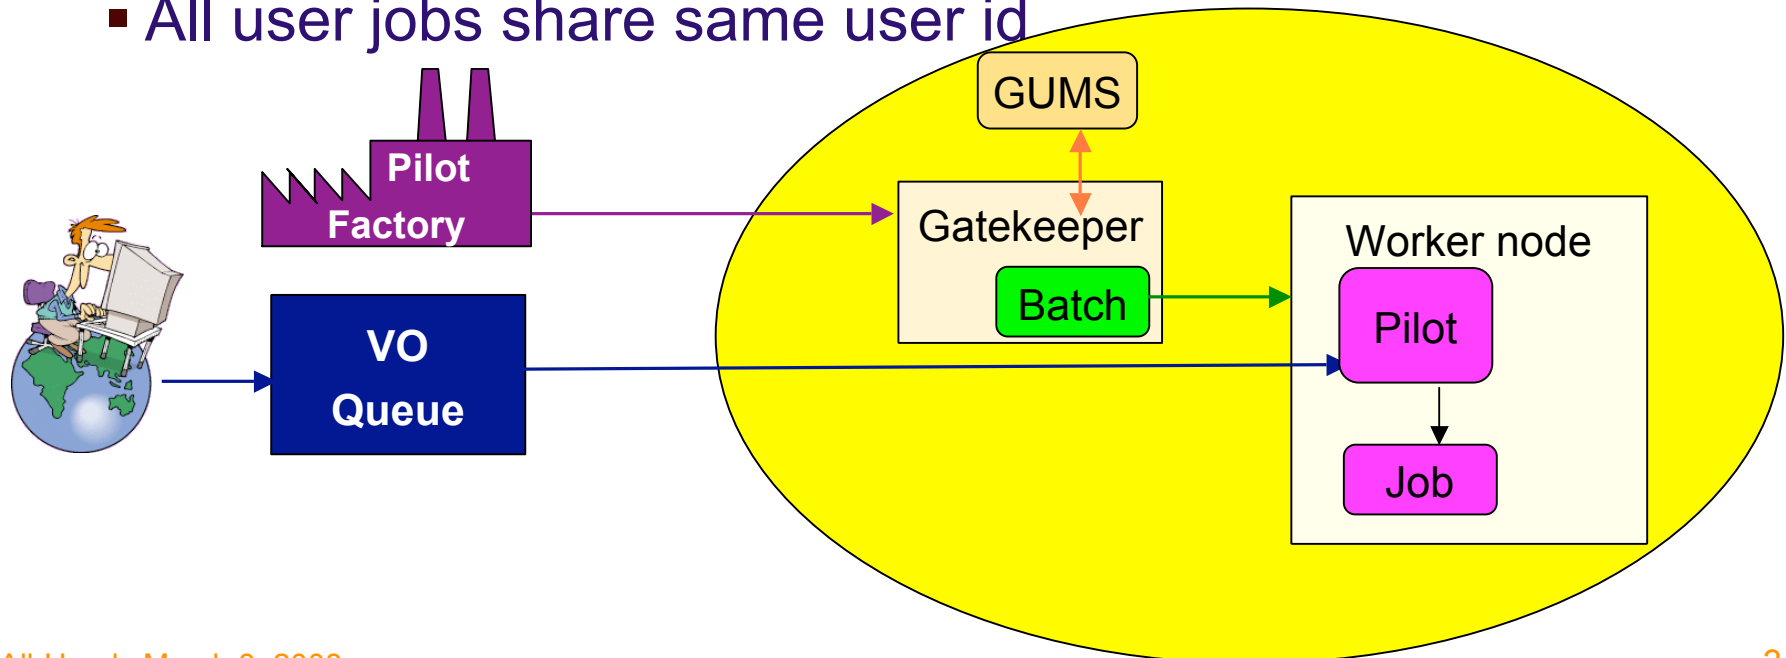 ▪ All user jobs share same user id
GUMS
Pilot
Factory
Gatekeeper
Batch
Worker node
Pilot
Job
VO
Queue